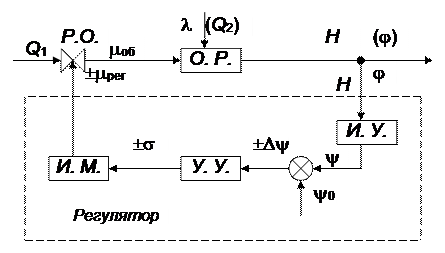 λ (Q2)
P.O. H (φ)
Q1 μоб О. Р. φ
±μрег H
И. У.
±σ ±Δψ ψ
И. М. У. У.
ψ0
Регулятор